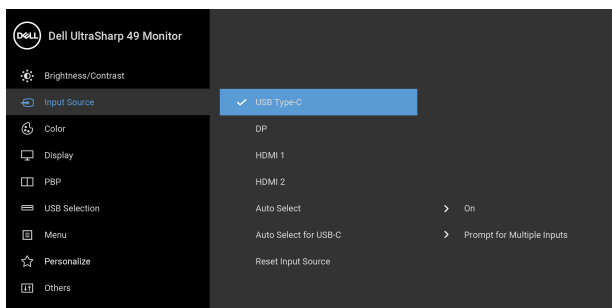 DELL Dell UltraSharp 49 Monitor
Brightness/Contrast
Input Source USB Type-C
Color DP
Display HDMI 1
PBP HDMI 2
USB Selection Auto Select On
Menu Auto Select for USB-C Prompt for Multiple Inputs
Personalize Reset Input Source
Others